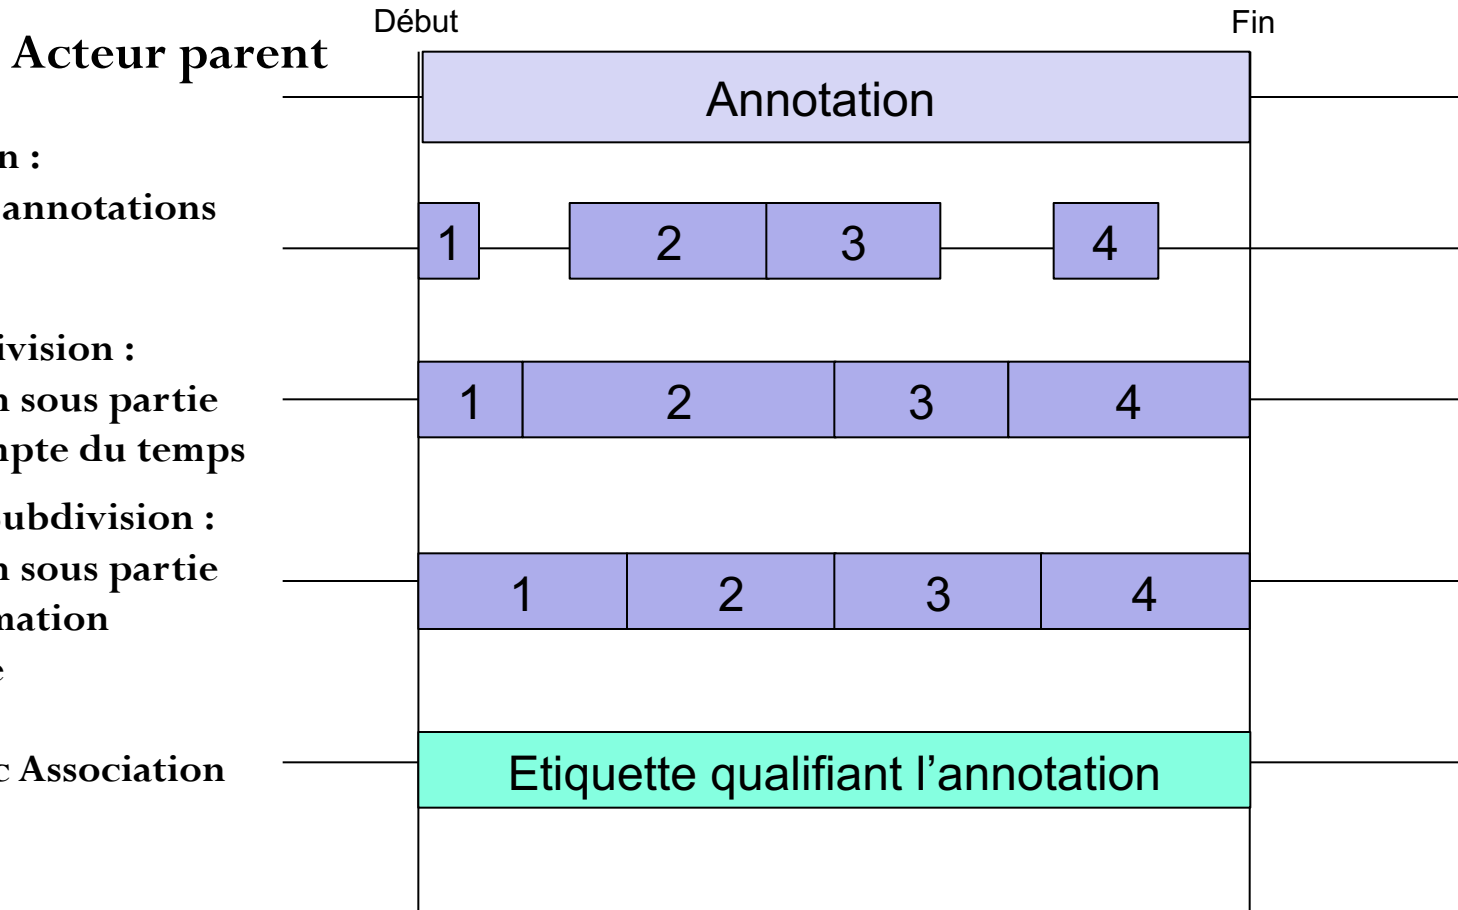 Début
Fin
Acteur parent
Annotation
n :
annotations
1 2 3 4
ivision :
n sous partie
1 2 3 4
mpte du temps
ubdivision :
n sous partie
1 2 3 4
nation
e
c Association
Etiquette qualifiant l’annotation